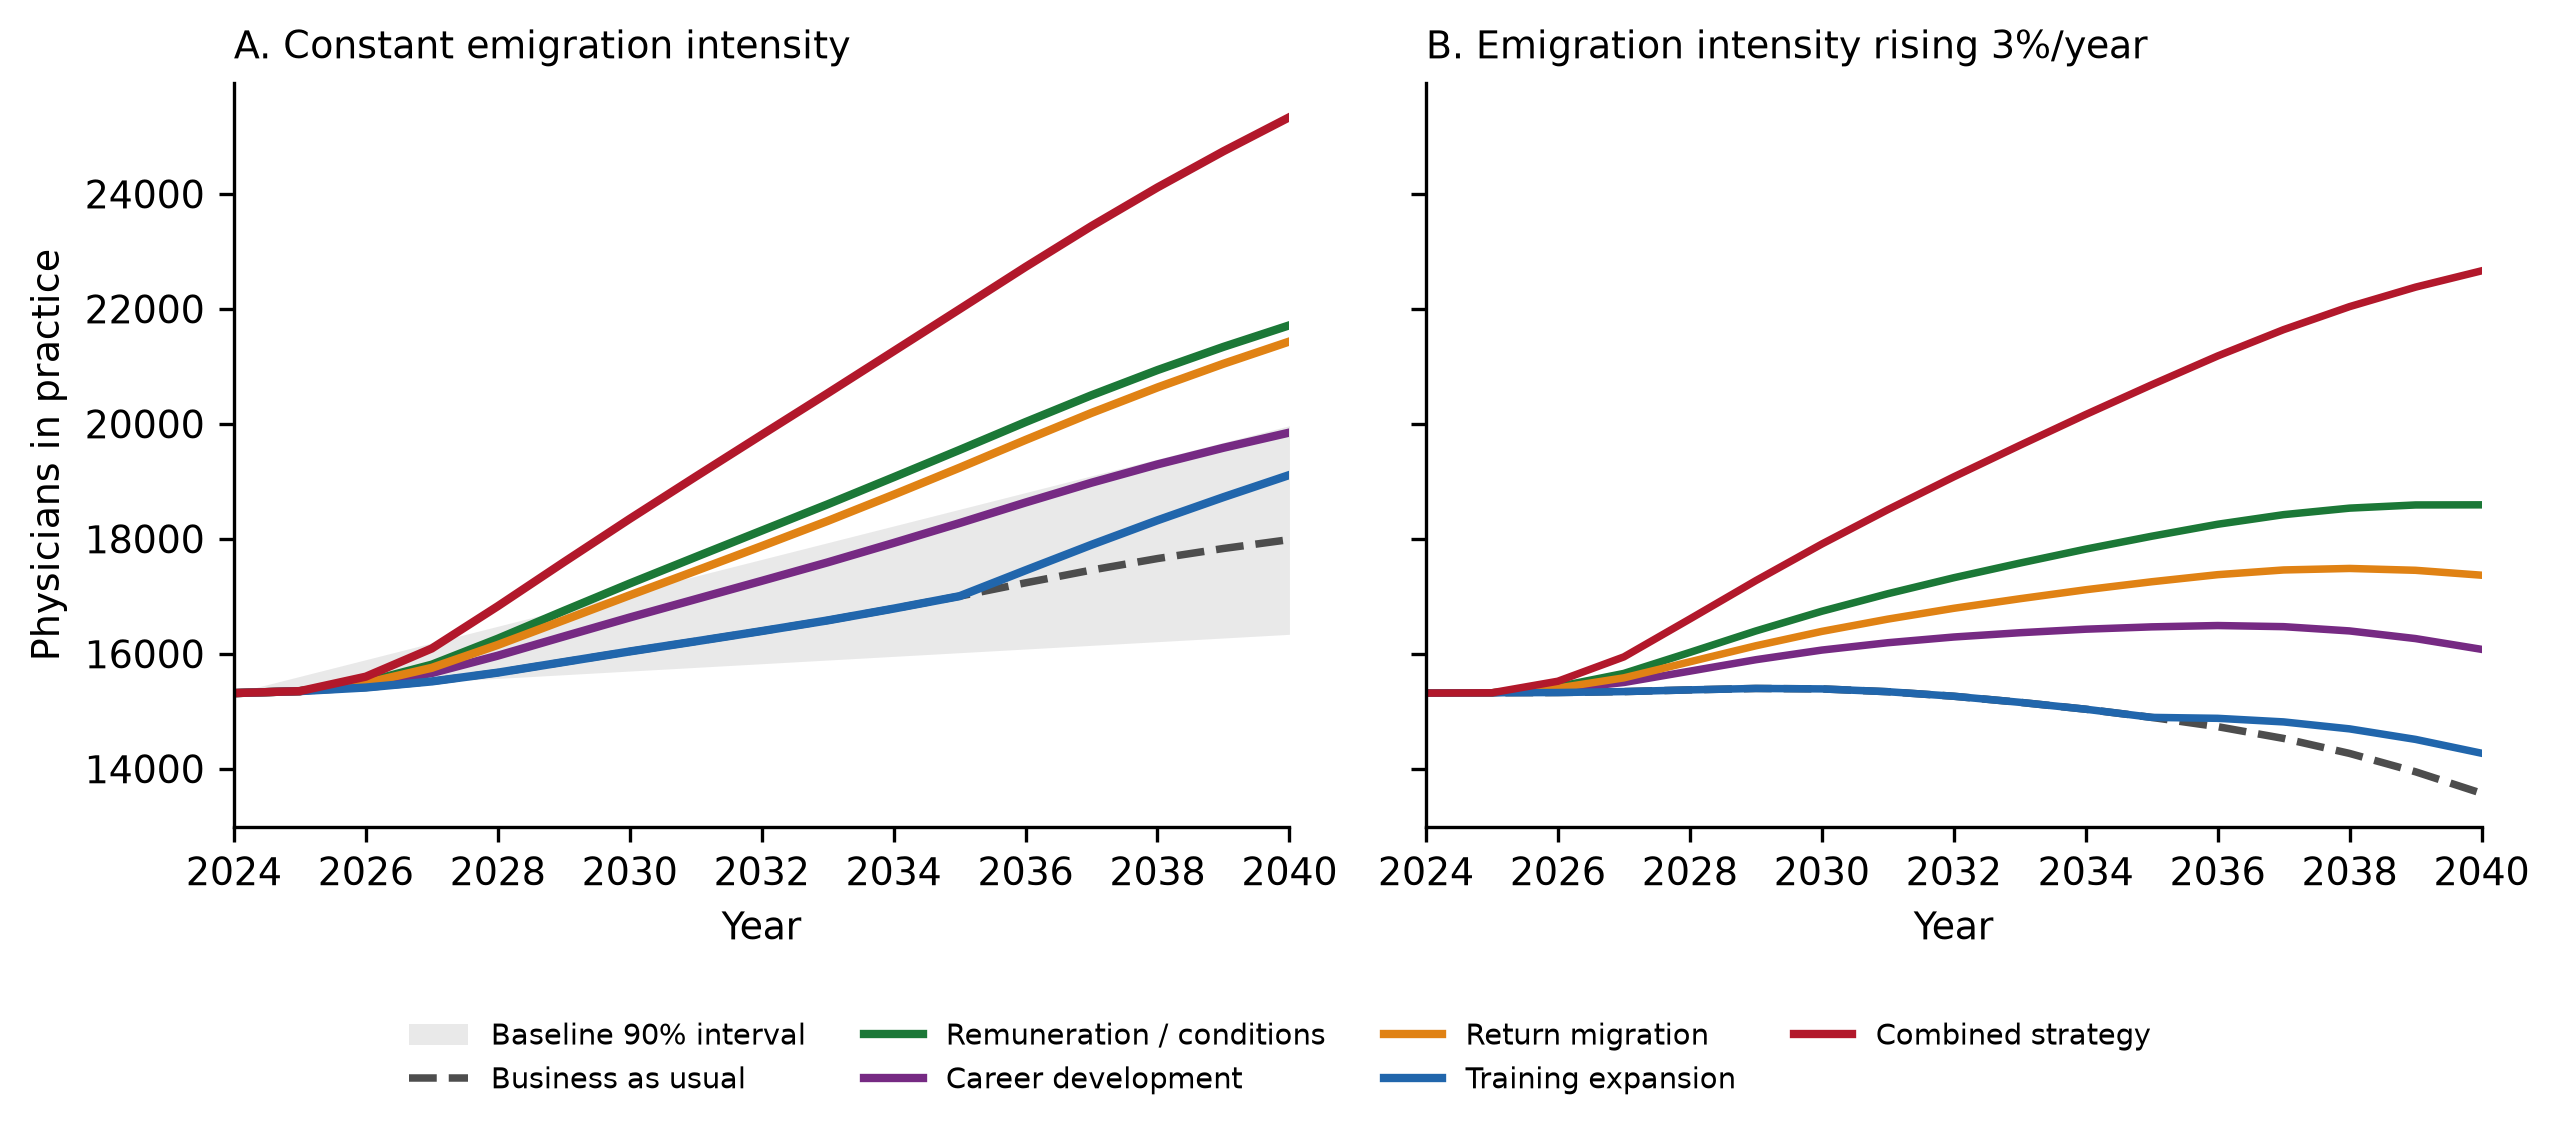 A. Constant emigration intensity
B. Emigration intensity rising 3%/year
Physicians in practice
24000
22000
20000
18000
16000
14000
2024 2026 2028 2030 2032 2034 2036 2038 2040
2024 2026 2028 2030 2032 2034 2036 2038 2040
Year
Year
Baseline 90% interval
Business as usual
Remuneration / conditions
Career development
Return migration
Training expansion
Combined strategy